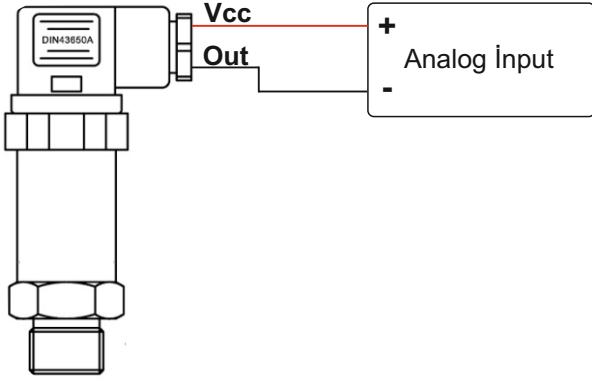 Vcc
DIN43650A
+
Out
Analog İnput
-